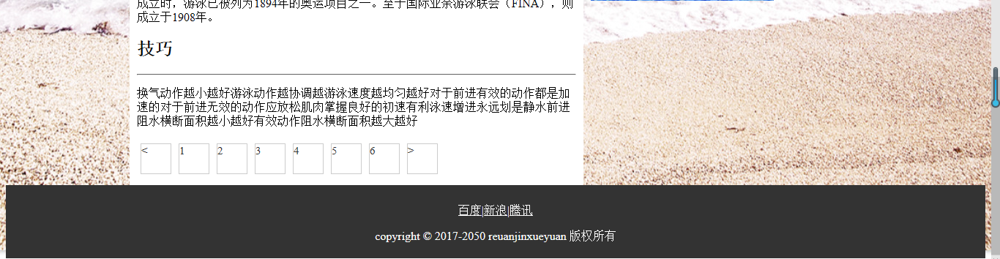 成立时，游泳已被列为1894年的奥运项目之一。至于国际业余游泳联会（FINA），则
成立于1908年。
技巧
换气动作越小越好游泳动作越协调越游泳速度越均匀越好对于前进有效的动作都是加
速的对于前进无效的动作应放松肌肉掌握良好的初速有利泳速增进永远划是静水前进
阻水横断面积越小越好有效动作阻水横断面积越大越好
< 1 2 3 4 5 6 >
百度|新浪|腾讯
copyright © 2017-2050 reuanjinxueyuan 版权所有